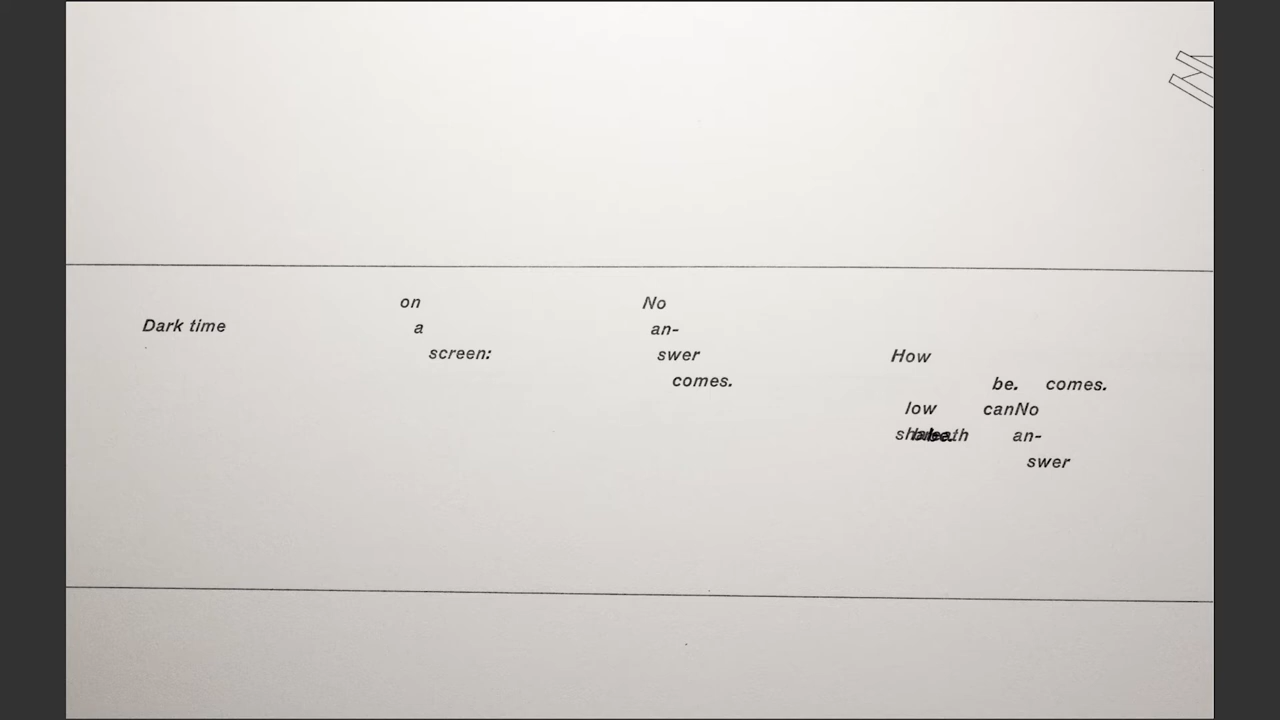 Dark time
on
a
screen:
No
an-
swer
comes.
How
be. comes.
low canNo
an-
swer